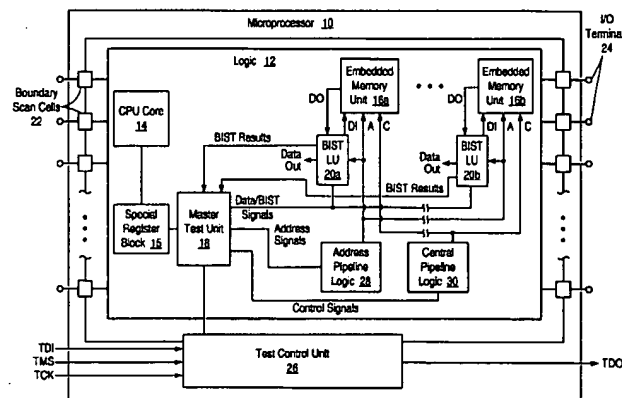 Microprocessor 10
I/O
Terminals
24
Logic 12
Embedded
Memory
Unit 16a
Embedded
Memory
Unit 16b
Boundary
Scan Cells
22
CPU Core
14
DO
DI
A
C
DO
DI
A
C
BIST Results
BIST
LU
20a
Data
Out
BIST
LU
20b
Data
Out
BIST Results
Data/BIST
Signals
Special
Register
Block 15
Master
Test Unit
18
Address
Signals
Address
Pipeline
Logic 28
Central
Pipeline
Logic 30
Control Signals
TDI
TMS
TCK
Test Control Unit
26
TDO